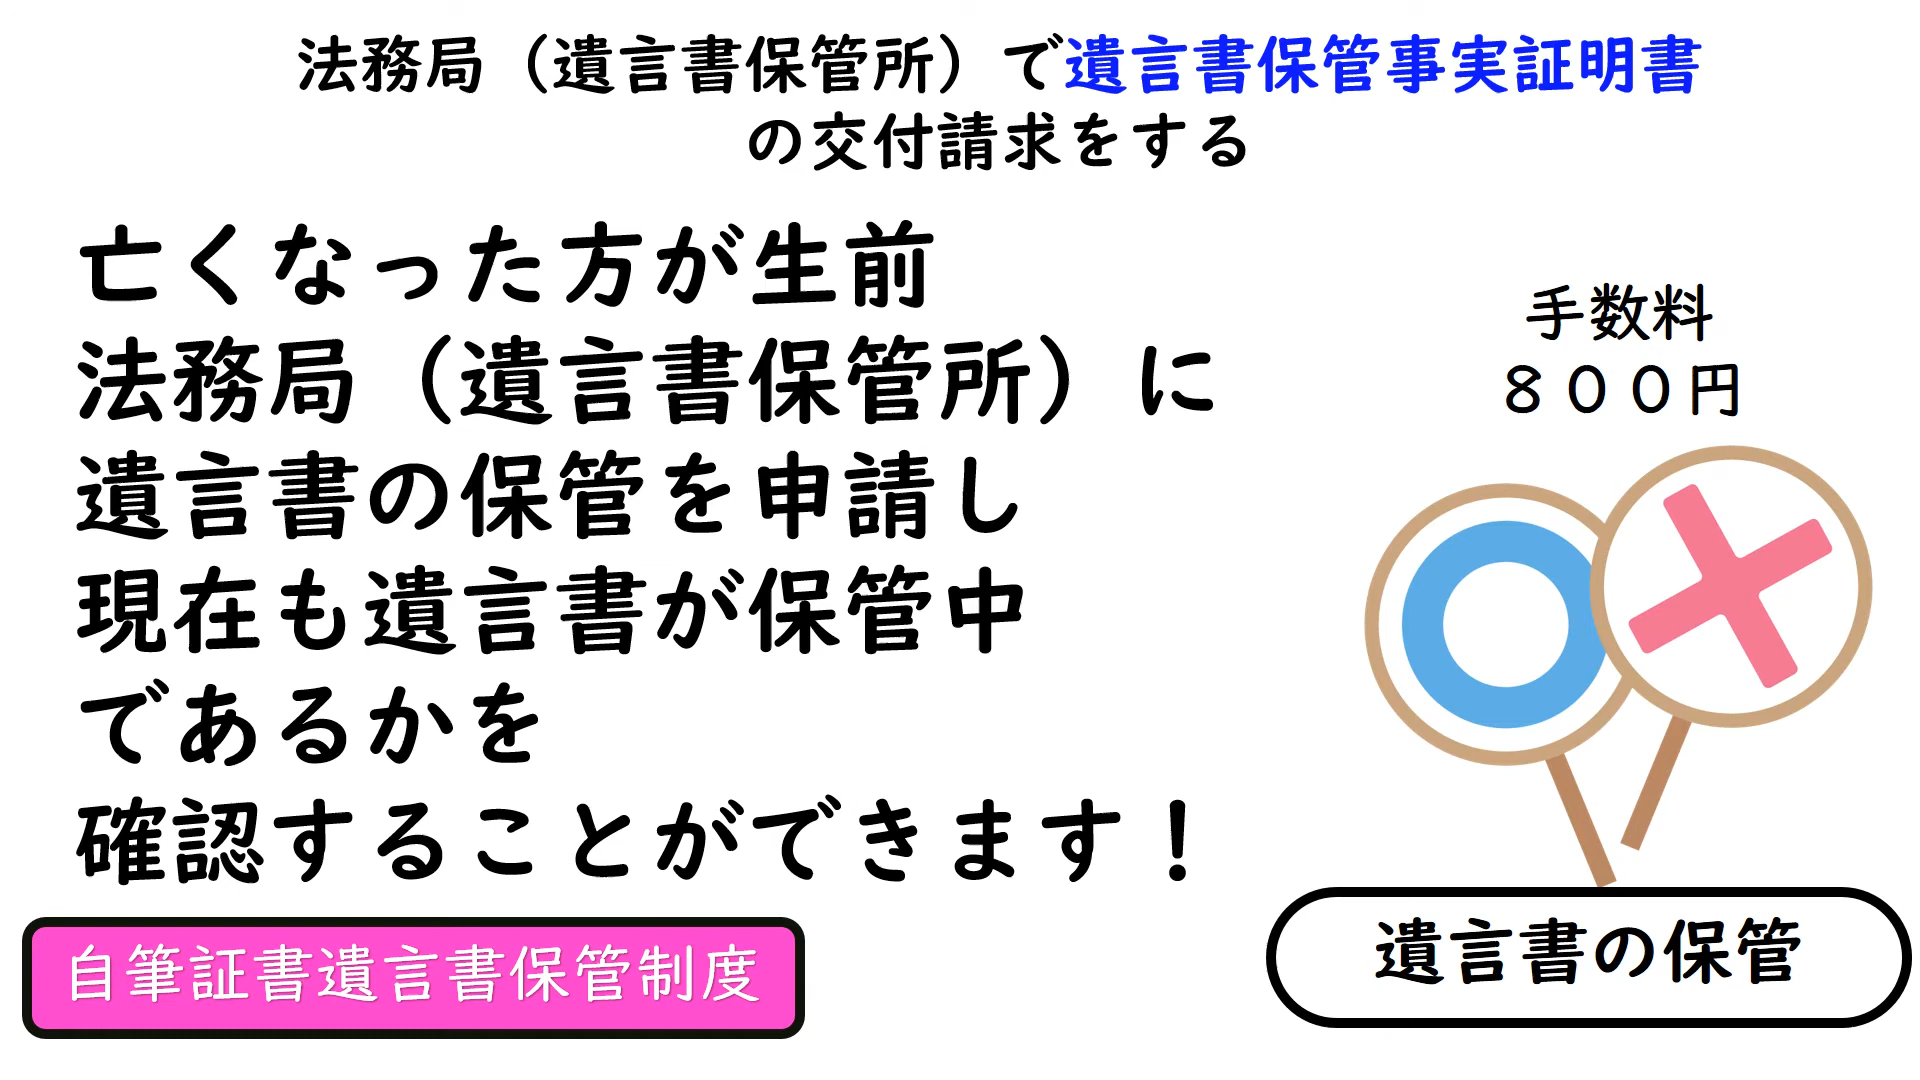 法務局（遺言書保管所）で遺言書保管事実証明書
の交付請求をする
亡くなった方が生前
法務局（遺言書保管所）に
遺言書の保管を申請し
現在も遺言書が保管中
であるかを
確認することができます！
手数料
８００円
自筆証書遺言書保管制度
遺言書の保管